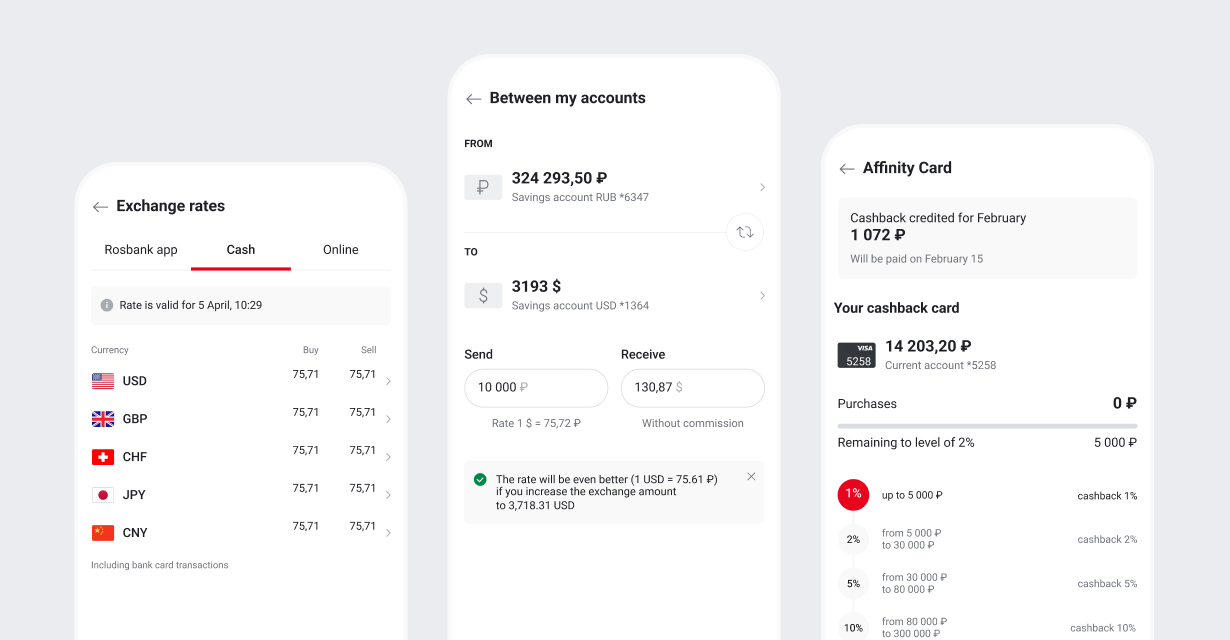 Exchange rates
Rosbank app Cash Online
Rate is valid for 5 April, 10:29
Currency Buy Sell
USD 75,71 75,71
GBP 75,71 75,71
CHF 75,71 75,71
JPY 75,71 75,71
CNY 75,71 75,71
Including bank card transactions
Between my accounts
FROM
₽ 324 293,50 ₽
Savings account RUB *6347
TO
$ 3193 $
Savings account USD *1364
Send Receive
10 000 ₽ 130,87 $
Rate 1 $ = 75,72 ₽ Without commission
The rate will be even better (1 USD = 75.61 ₽)
if you increase the exchange amount
to 3,718.31 USD
Affinity Card
Cashback credited for February
1 072 ₽
Will be paid on February 15
Your cashback card
VISA
5258
14 203,20 ₽
Current account *5258
Purchases 0 ₽
Remaining to level of 2% 5 000 ₽
1% up to 5 000 ₽ cashback 1%
2% from 5 000 ₽
to 30 000 ₽ cashback 2%
5% from 30 000 ₽
to 80 000 ₽ cashback 5%
10% from 80 000 ₽
to 300 000 ₽ cashback 10%